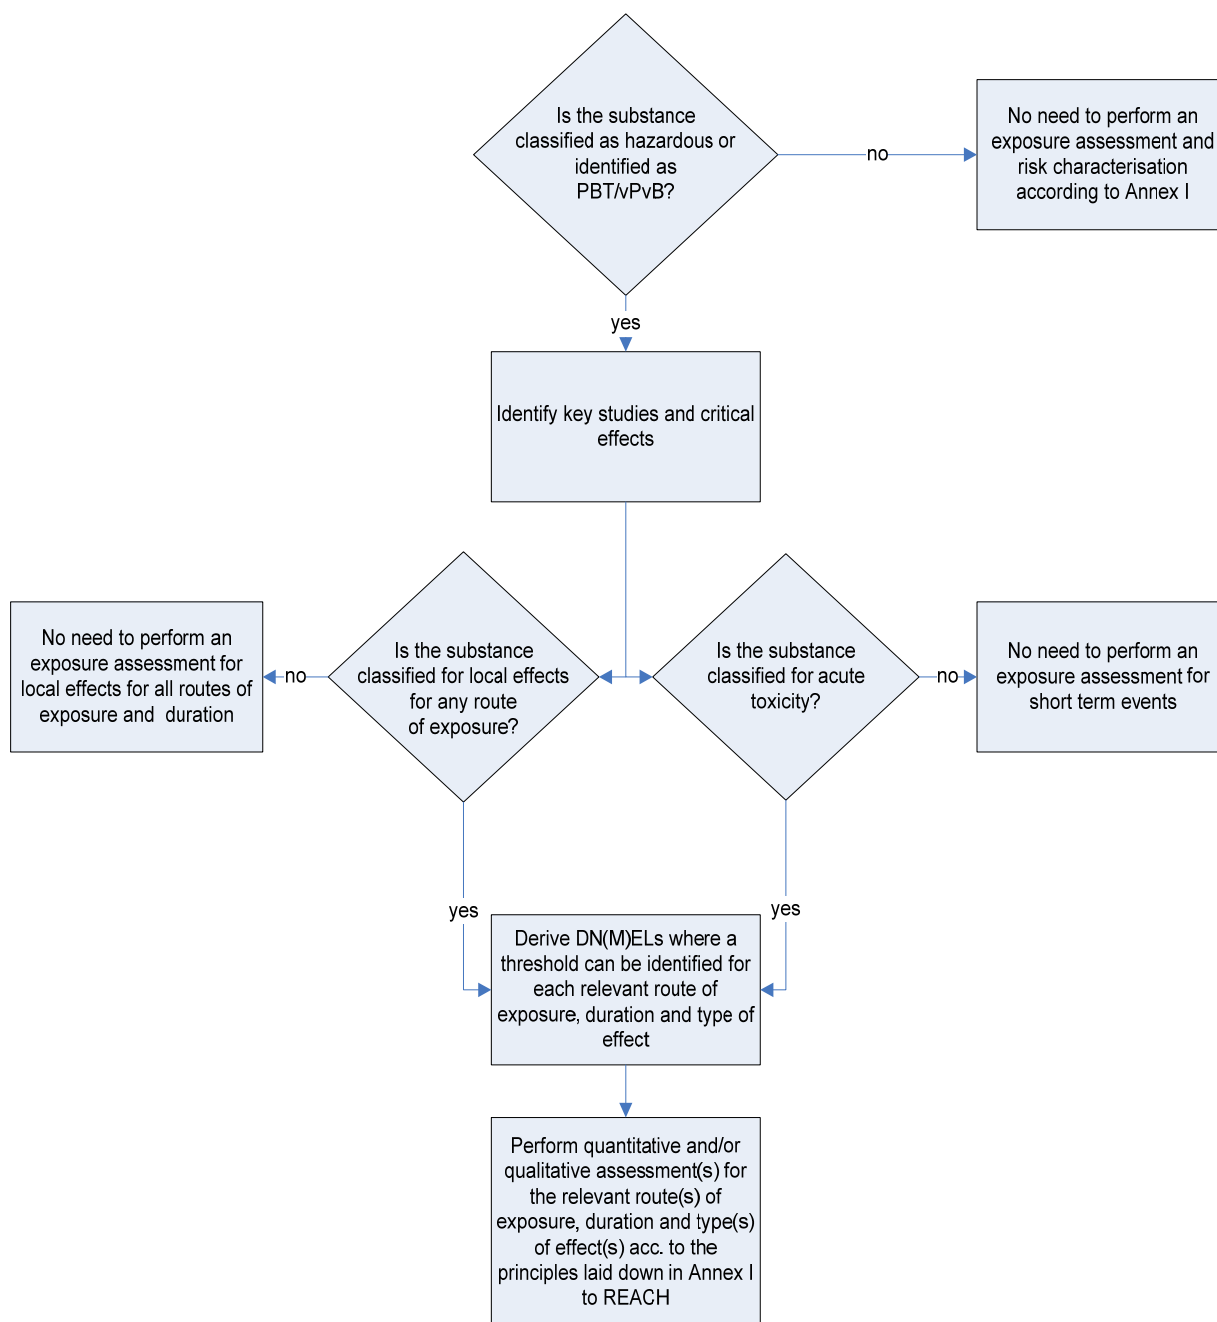 Is the substance
classified as hazardous or
identified as
PBT/vPvB?
no
No need to perform an
exposure assessment and
risk characterisation
according to Annex I
yes
Identify key studies and critical
effects
No need to perform an
exposure assessment for
local effects for all routes of
exposure and duration
no
Is the substance
classified for local effects
for any route
of exposure?
Is the substance
classified for acute
toxicity?
no
No need to perform an
exposure assessment for
short term events
yes
yes
Derive DN(M)ELs where a
threshold can be identified for
each relevant route of
exposure, duration and type of
effect
Perform quantitative and/or
qualitative assessment(s) for
the relevant route(s) of
exposure, duration and type(s)
of effect(s) acc. to the
principles laid down in Annex I
to REACH